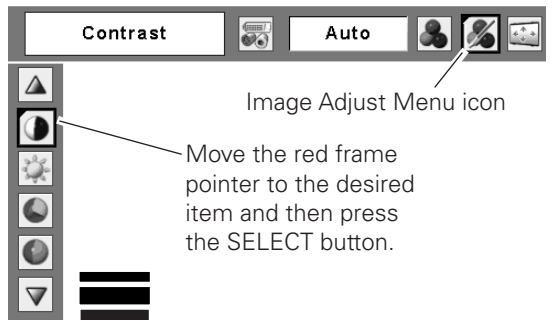 Contrast
Auto
Image Adjust Menu icon
Move the red frame
pointer to the desired
item and then press
the SELECT button.